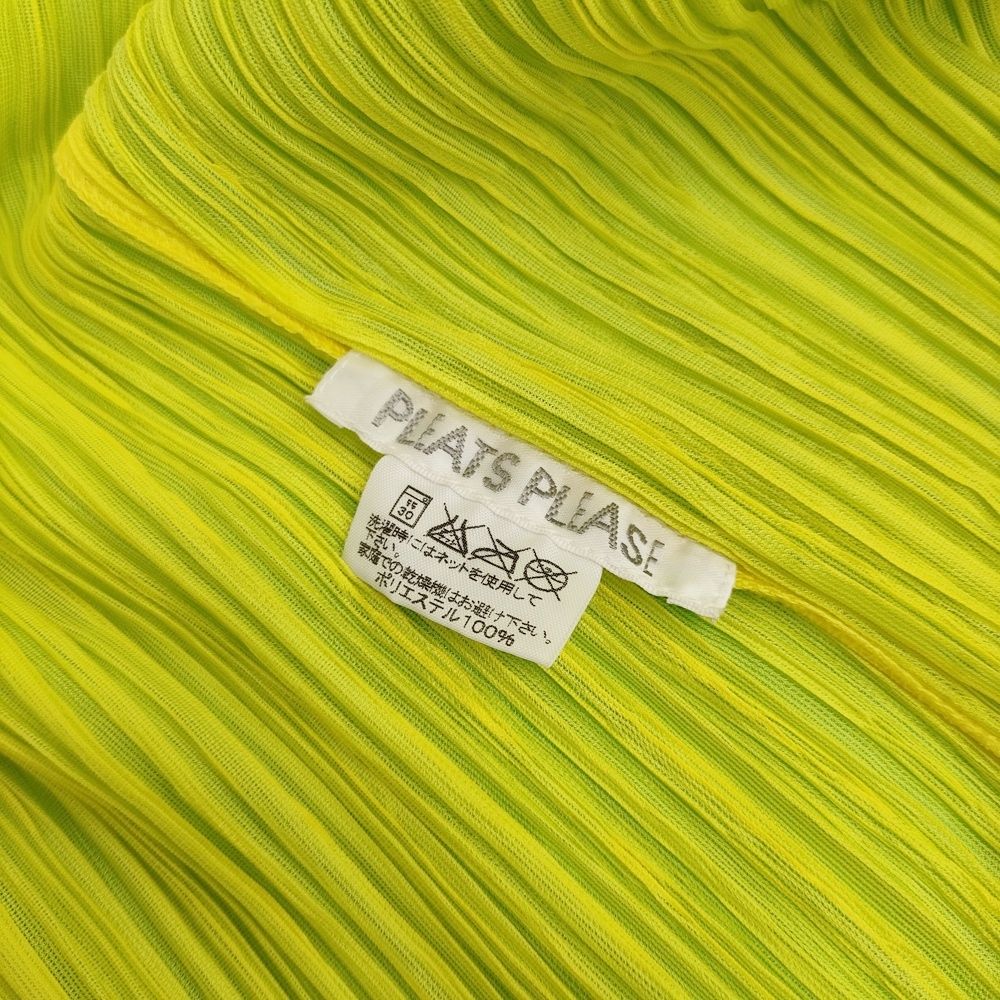 PLEATS PLEASE
30
洗濯時にはネットを使用して
下さい。
家庭での乾燥機はお避け下さい。
ポリエステル100%